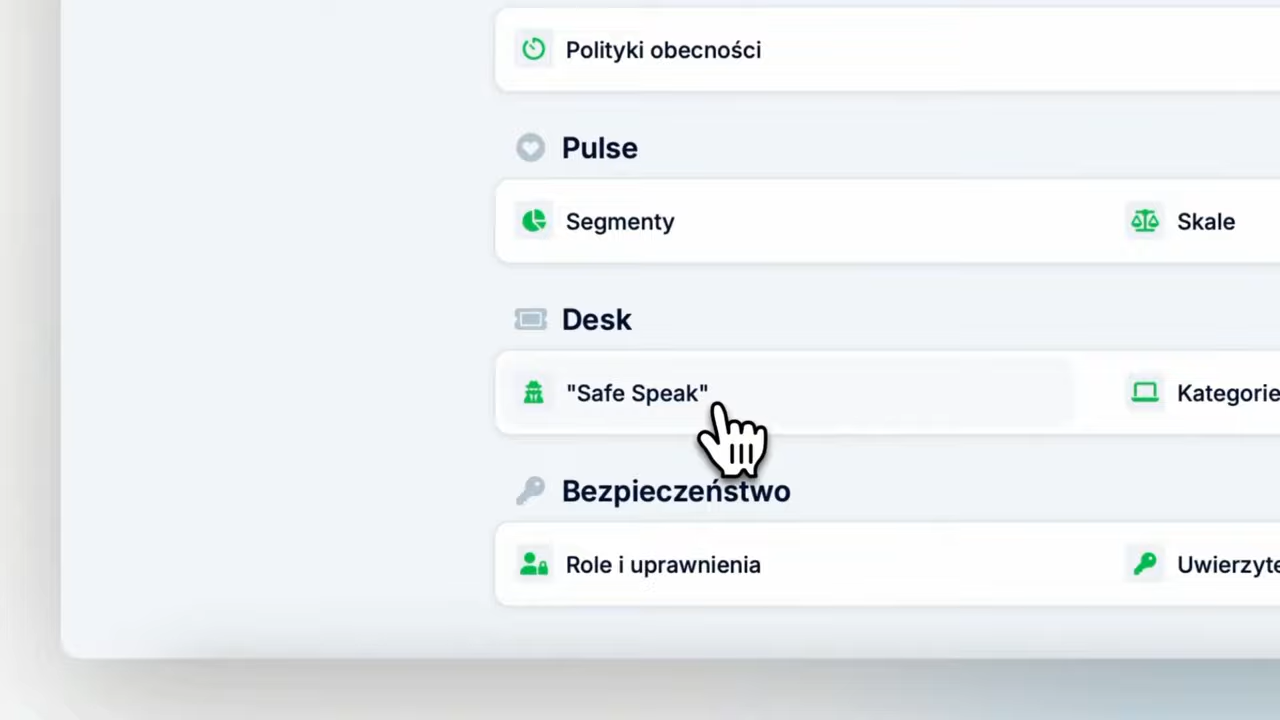 Polityki obecności
Pulse
Segmenty
Skale
Desk
"Safe Speak"
Kategorie
Bezpieczeństwo
Role i uprawnienia
Uwierzyte